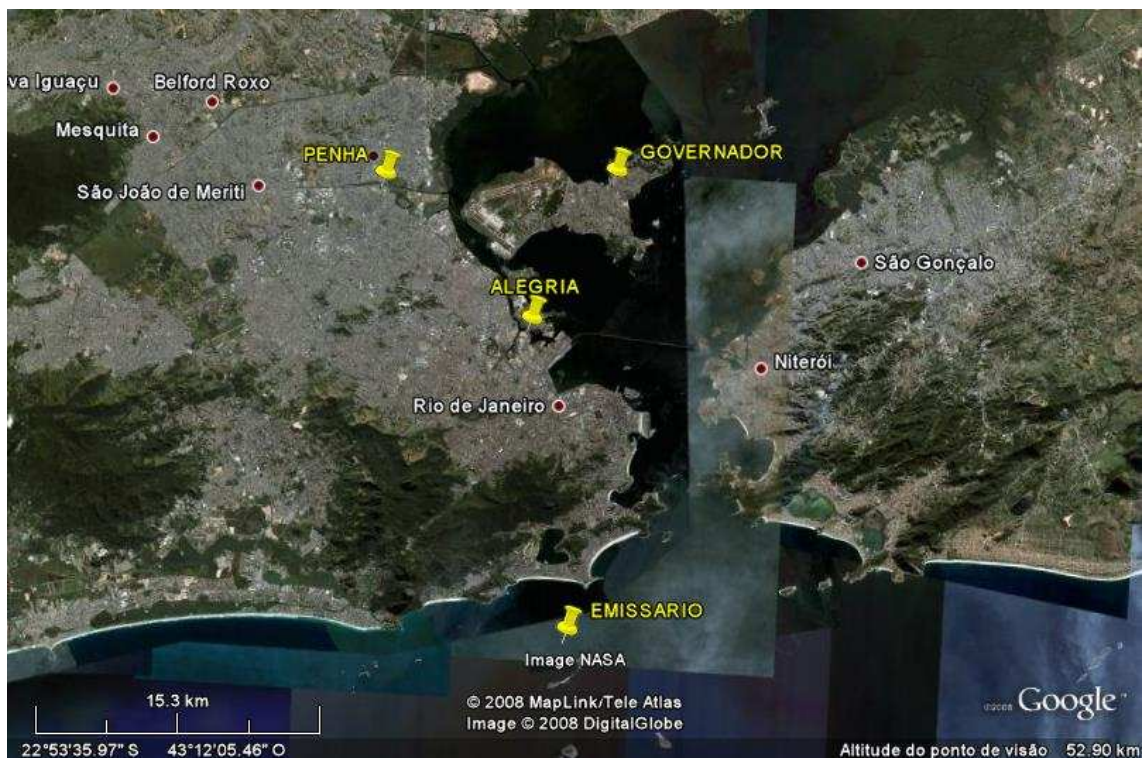 va Iguaçu
Belford Roxo
Mesquita
PENHA
GOVERNADOR
São João de Meriti
São Gonçalo
ALEGRIA
Niterói
Rio de Janeiro
EMISSARIO
Image NASA
15.3 km
© 2008 MapLink/Tele Atlas
Image © 2008 DigitalGlobe
©2008 Google™
22°53'35.97" S 43°12'05.46" O
Altitude do ponto de visão 52.90 km